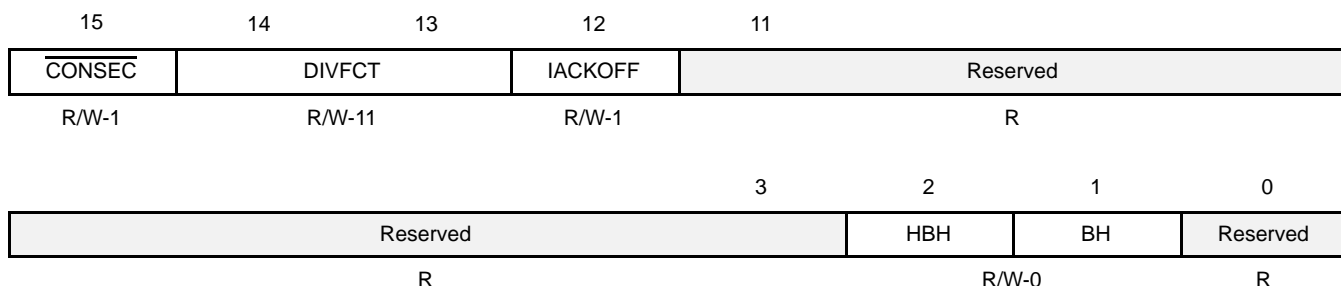 15 14 13 12 11
C̅O̅N̅S̅E̅C̅ DIVFCT IACKOFF Reserved
R/W-1 R/W-11 R/W-1 R
3 2 1 0
Reserved HBH BH Reserved
R R/W-0 R